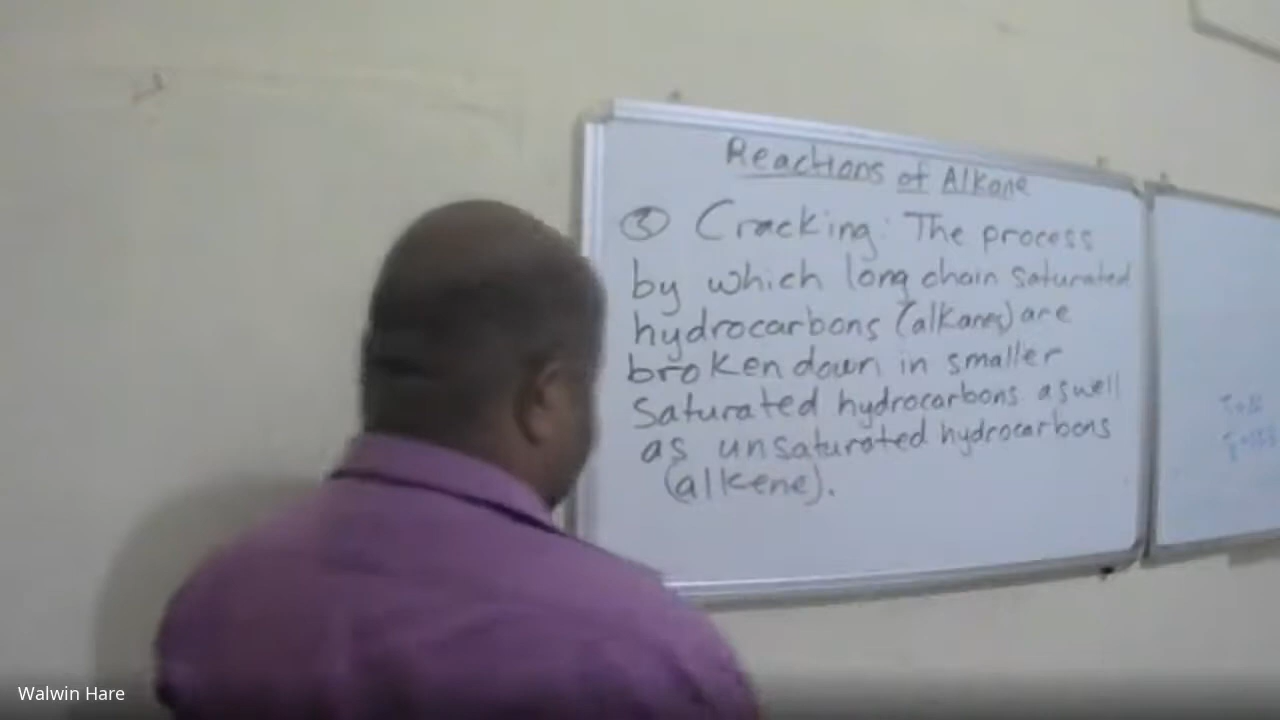 Reactions of Alkane
③ Cracking: The process
by which long chain saturated
hydrocarbons (alkanes) are
broken down in smaller
Saturated hydrocarbons aswell
as unsaturated hydrocarbons
(alkene).
Walwin Hare